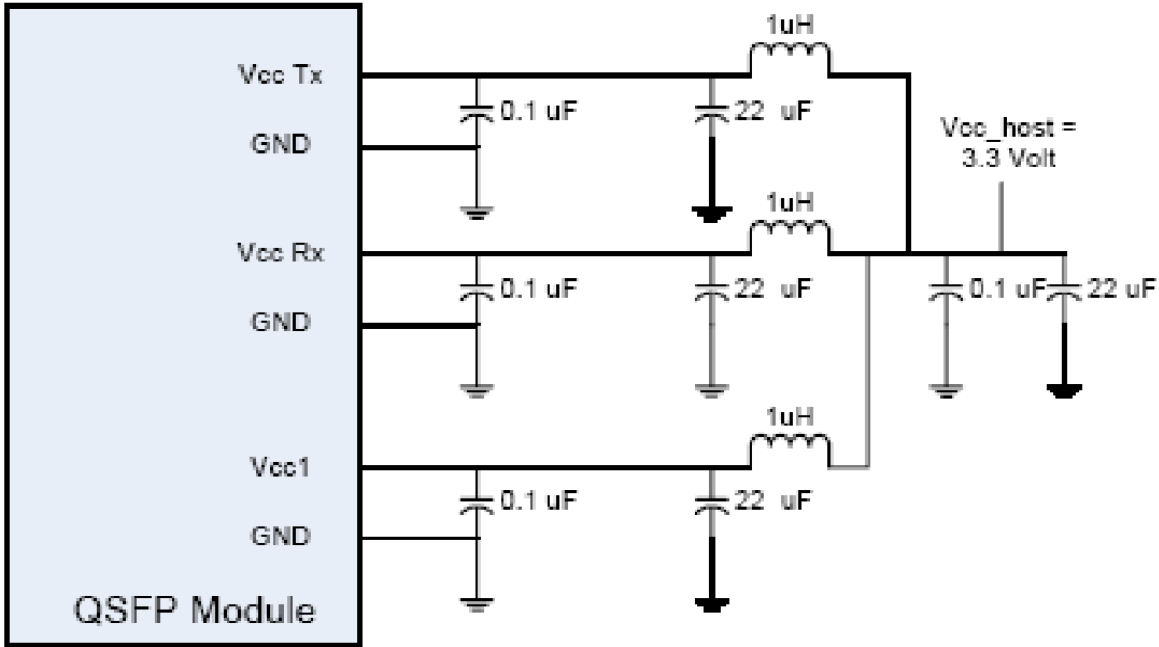 1uH
Vcc Tx
0.1 uF
22 uF
GND
Vcc_host =
3.3 Volt
1uH
Vcc Rx
0.1 uF
22 uF
0.1 uF
22 uF
GND
1uH
Vcc1
0.1 uF
22 uF
GND
QSFP Module